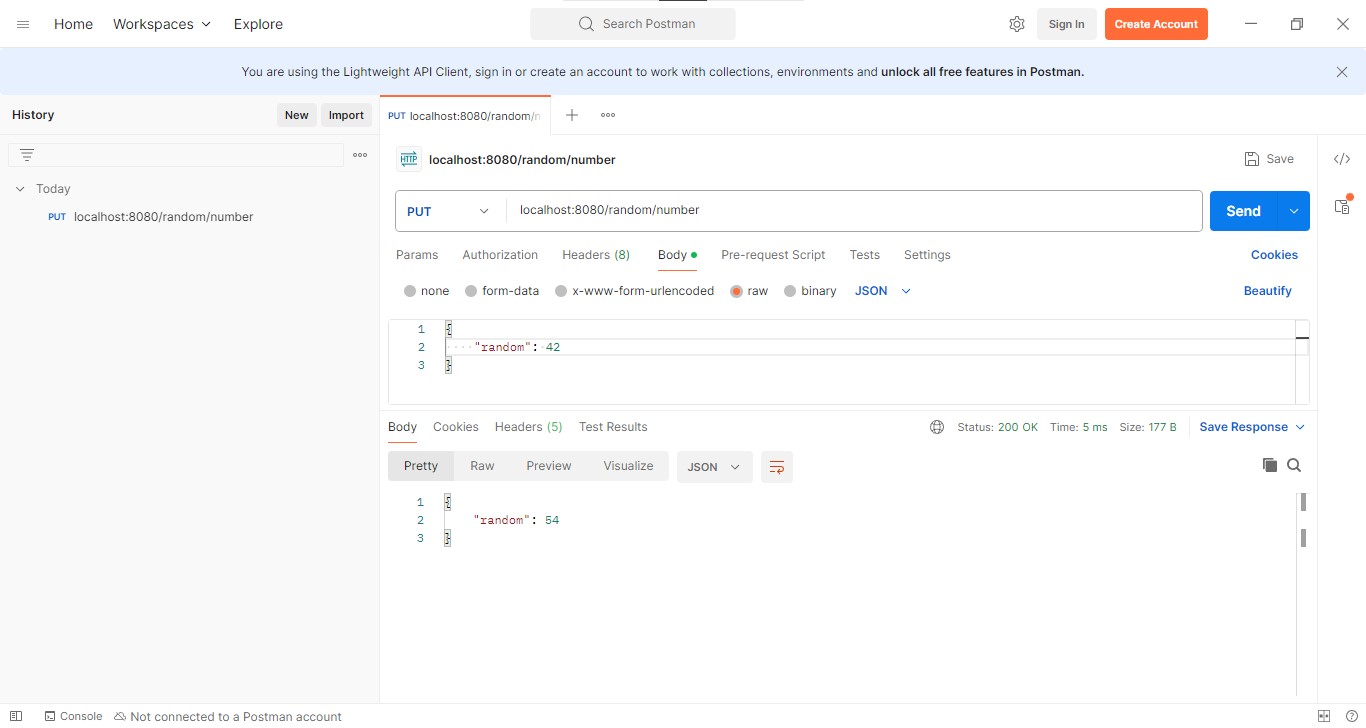 Home Workspaces Explore Search Postman Sign In Create Account
You are using the Lightweight API Client, sign in or create an account to work with collections, environments and unlock all free features in Postman.
History New Import
Today
PUT localhost:8080/random/number
PUT localhost:8080/random/n
HTTP localhost:8080/random/number Save </>
PUT localhost:8080/random/number Send
Params Authorization Headers (8) Body Pre-request Script Tests Settings Cookies
none form-data x-www-form-urlencoded raw binary JSON Beautify
1 {
2 "random": 42
3 }
Body Cookies Headers (5) Test Results Status: 200 OK Time: 5 ms Size: 177 B Save Response
Pretty Raw Preview Visualize JSON
1 {
2 "random": 54
3 }
Console Not connected to a Postman account